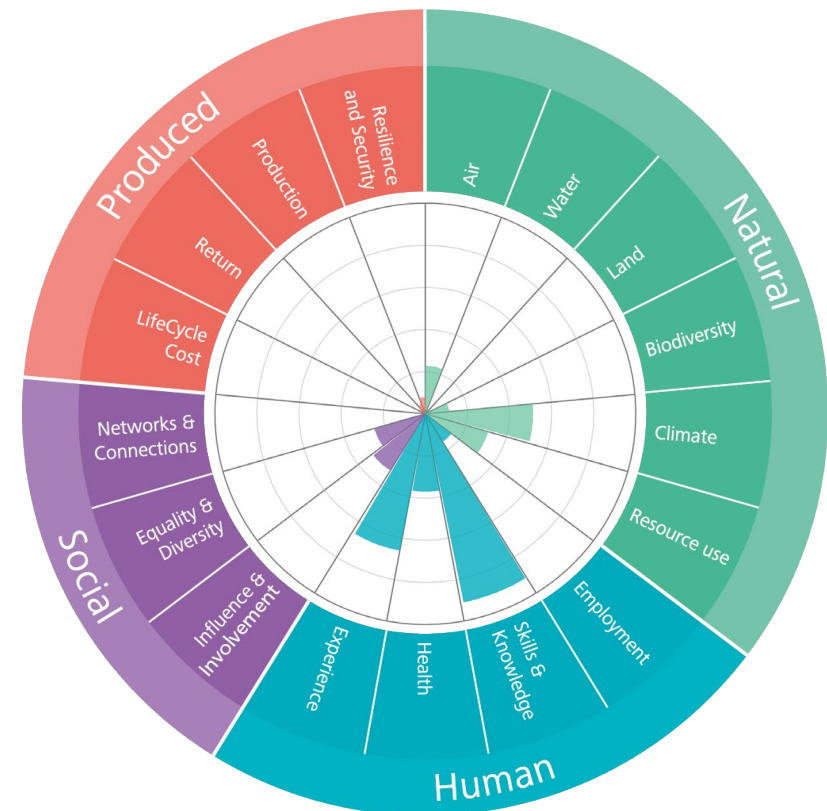 Produced
Resilience
and Security
Production
Return
LifeCycle
Cost
Natural
Air
Water
Land
Biodiversity
Climate
Resource use
Human
Employment
Skills &
Knowledge
Health
Experience
Social
Influence &
Involvement
Equality &
Diversity
Networks &
Connections